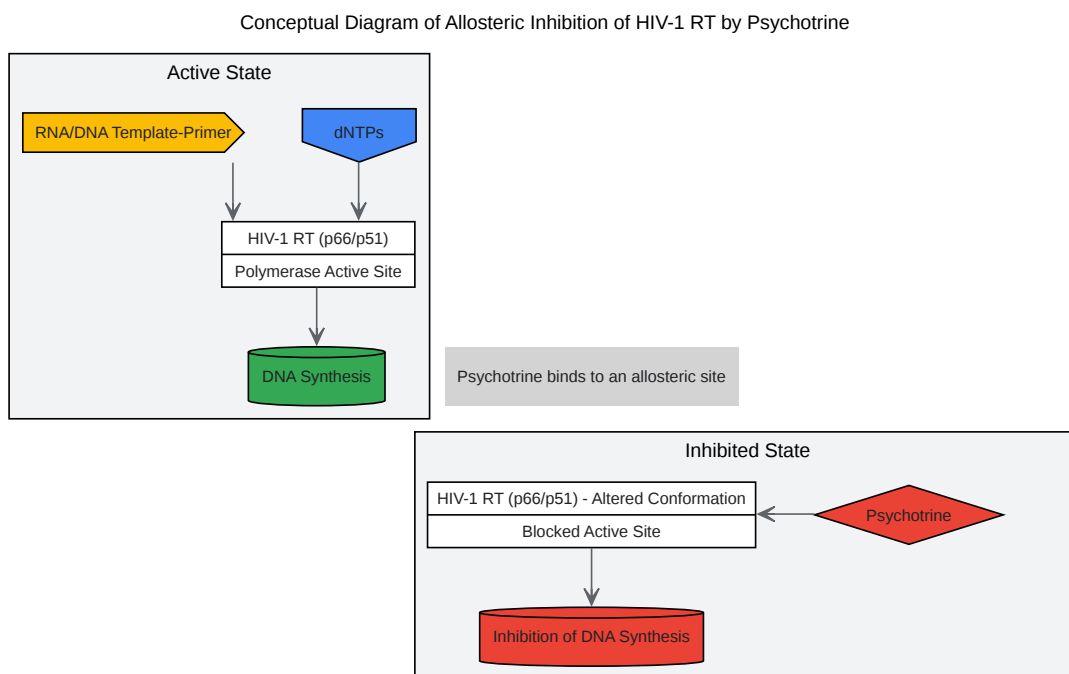 Conceptual Diagram of Allosteric Inhibition of HIV-1 RT by Psychotrine
Active State
RNA/DNA Template-Primer
dNTPs
HIV-1 RT (p66/p51)
Polymerase Active Site
DNA Synthesis
Psychotrine binds to an allosteric site
Inhibited State
HIV-1 RT (p66/p51) - Altered Conformation
Blocked Active Site
Psychotrine
Inhibition of DNA Synthesis